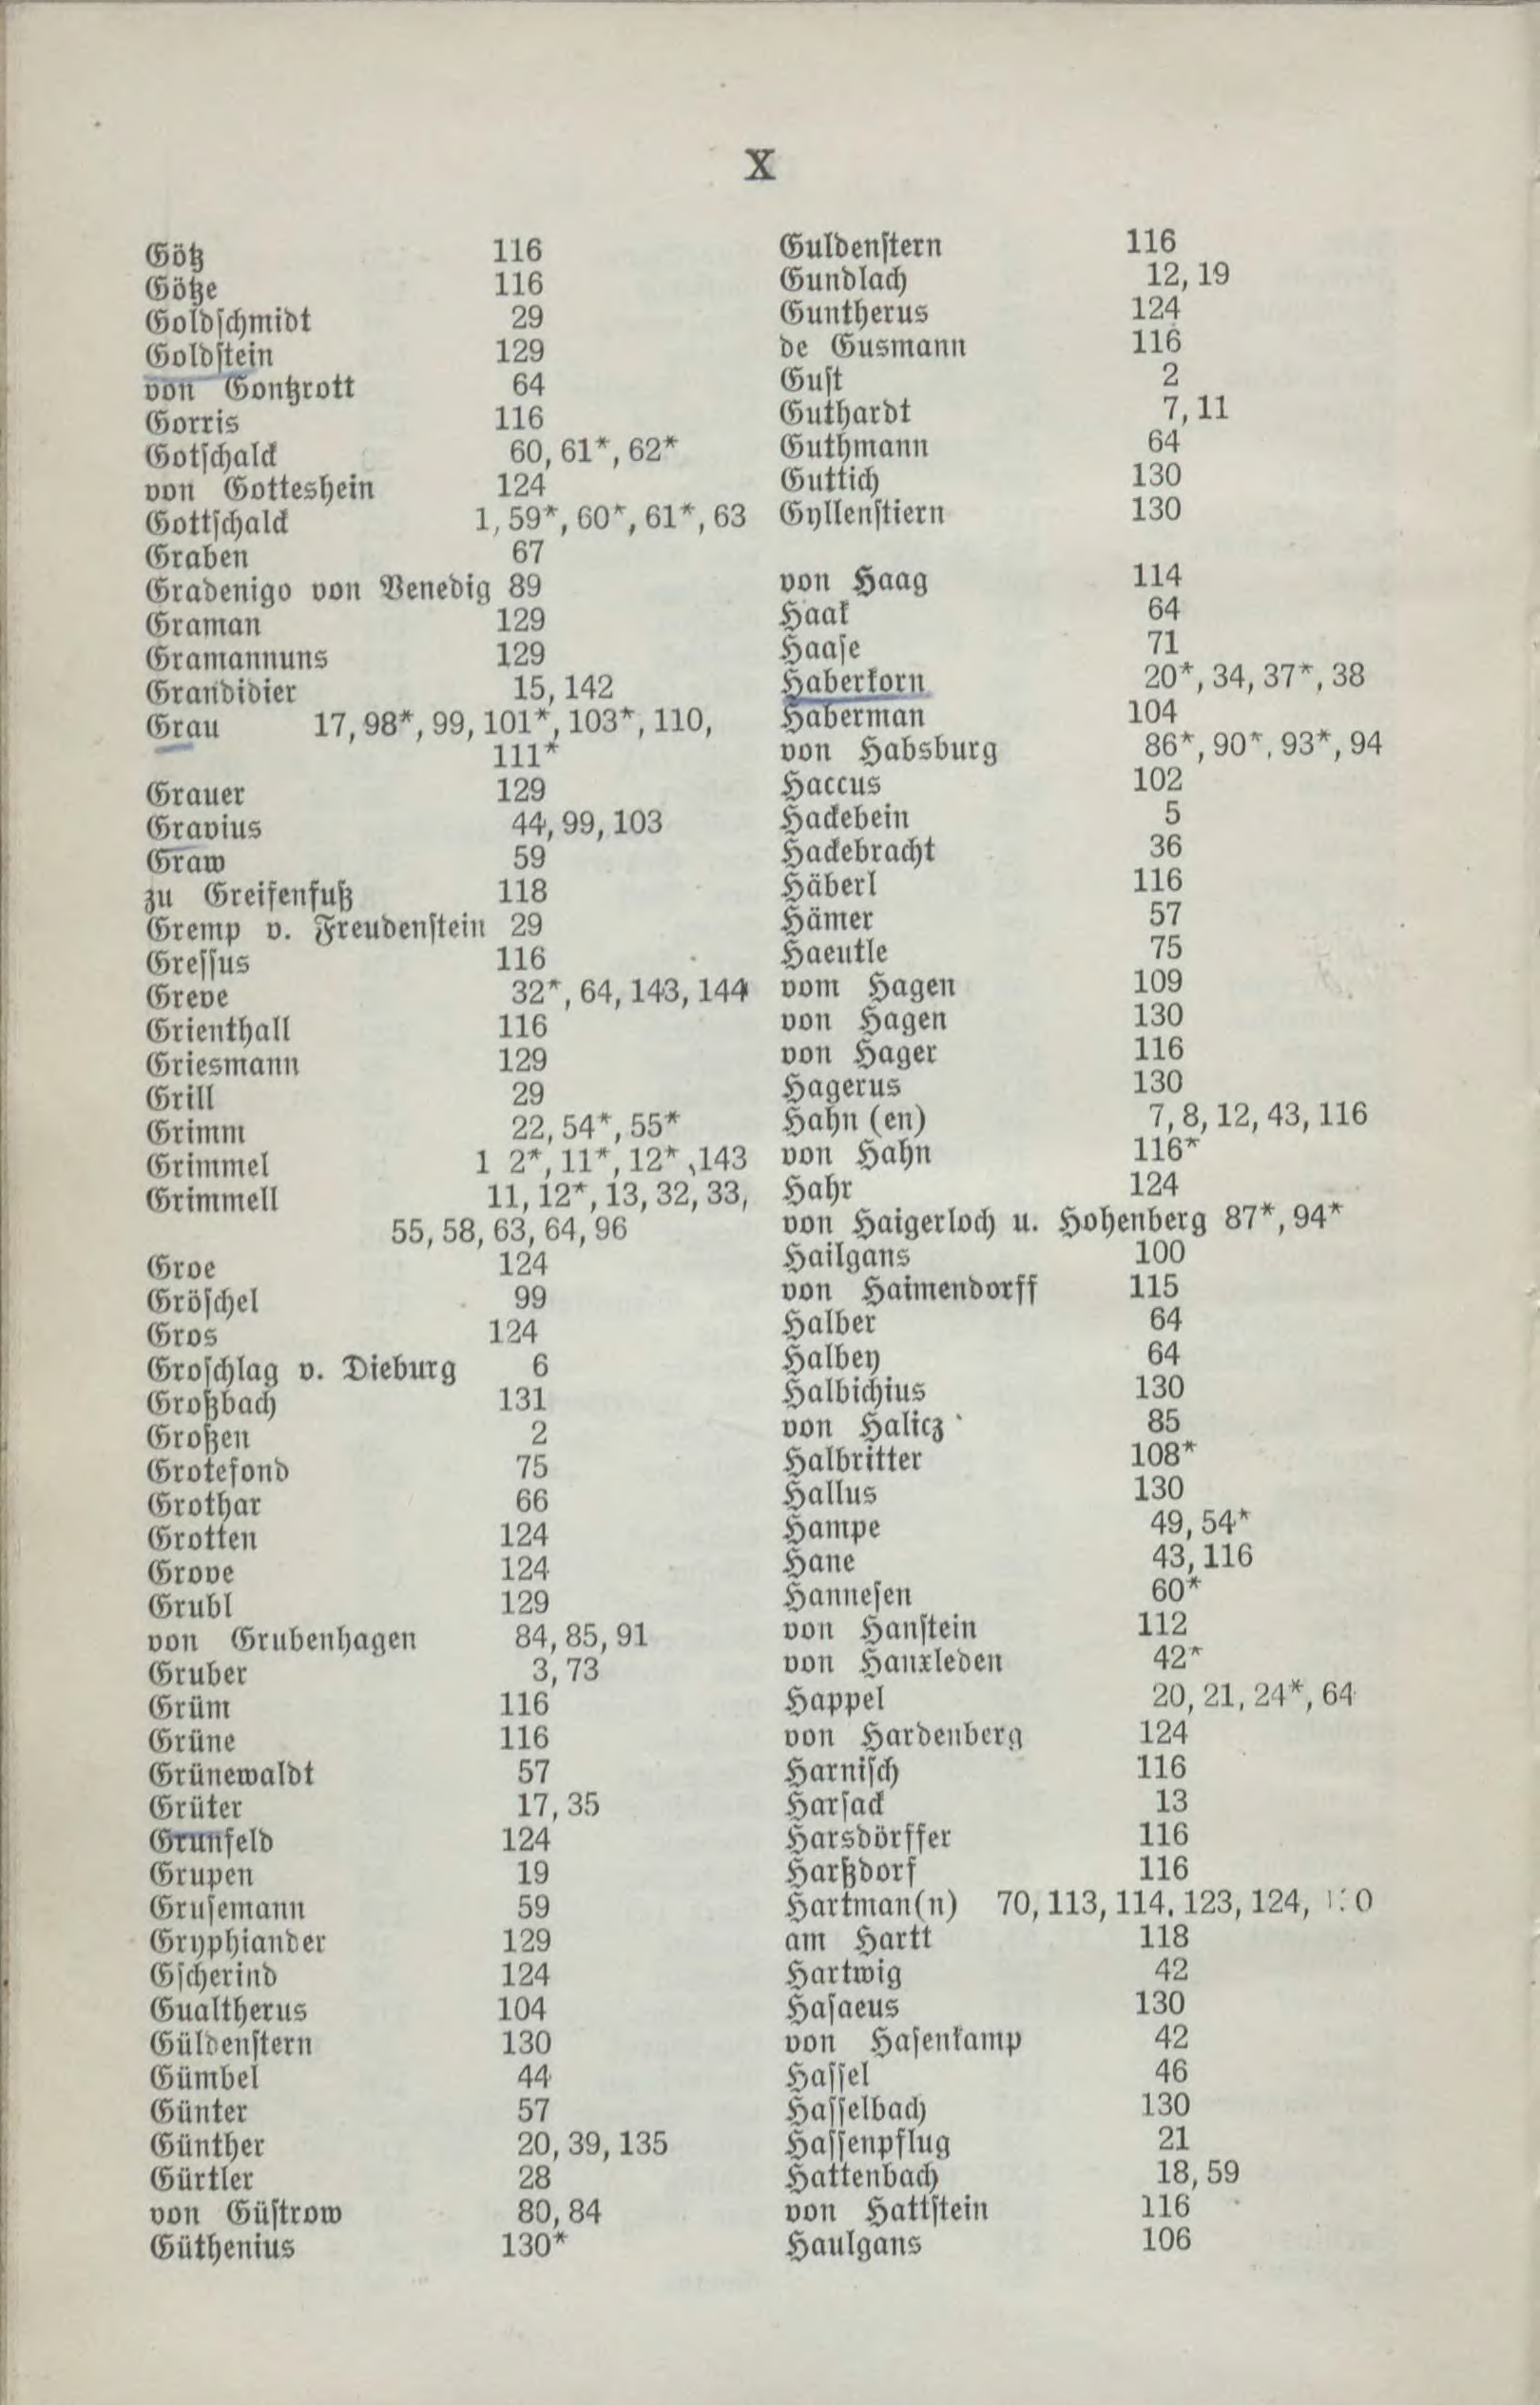 X
Götz 116
Götze 116
Goldschmidt 29
Goldstein 129
von Gontzrott 64
Gorris 116
Gotschalck 60, 61*, 62*
von Gotteshein 124
Gottschalck 1, 59*, 60*, 61*, 63
Graben 67
Gradenigo von Venedig 89
Graman 129
Gramannuns 129
Grandidier 15, 142
Grau 17, 98*, 99, 101*, 103*, 110,
111*
Grauer 129
Gravius 44, 99, 103
Graw 59
zu Greifenfuß 118
Gremp v. Freudenstein 29
Gressus 116
Greve 32*, 64, 143, 144
Grienthall 116
Griesmann 129
Grill 29
Grimm 22, 54*, 55*
Grimmel 1 2*, 11*, 12*, 143
Grimmell 11, 12*, 13, 32, 33,
55, 58, 63, 64, 96
Groe 124
Gröschel 99
Gros 124
Groschlag v. Dieburg 6
Großbach 131
Großen 2
Grotefond 75
Grothar 66
Grotten 124
Grove 124
Grubl 129
von Grubenhagen 84, 85, 91
Gruber 3, 73
Grüm 116
Grüne 116
Grünewaldt 57
Grüter 17, 35
Grunfeld 124
Grupen 19
Grusemann 59
Gryphiander 129
Gscherind 124
Gualtherus 104
Güldenstern 130
Gümbel 44
Günter 57
Günther 20, 39, 135
Gürtler 28
von Güstrow 80, 84
Güthenius 130*
Guldenstern 116
Gundlach 12, 19
Guntherus 124
de Gusmann 116
Gust 2
Guthardt 7, 11
Guthmann 64
Guttich 130
Gyllenstiern 130
von Haag 114
Haak 64
Haase 71
Haberkorn 20*, 34, 37*, 38
Haberman 104
von Habsburg 86*, 90*, 93*, 94
Haccus 102
Hackebein 5
Hackebracht 36
Häberl 116
Hämer 57
Haeutle 75
vom Hagen 109
von Hagen 130
von Hager 116
Hagerus 130
Hahn (en) 7, 8, 12, 43, 116
von Hahn 116*
Hahr 124
von Haigerloch u. Hohenberg 87*, 94*
Hailgans 100
von Haimendorff 115
Halber 64
Halbey 64
Halbichius 130
von Halicz 85
Halbritter 108*
Hallus 130
Hampe 49, 54*
Hane 43, 116
Hannesen 60*
von Hanstein 112
von Hanxleden 42*
Happel 20, 21, 24*, 64
von Hardenberg 124
Harnisch 116
Harsack 13
Harsdörffer 116
Harßdorf 116
Hartman(n) 70, 113, 114, 123, 124,
am Hartt 118
Hartwig 42
Hasaeus 130
von Hasenkamp 42
Hassel 46
Hasselbach 130
Hassenpflug 21
Hattenbach 18, 59
von Hattstein 116
Haulgans 106